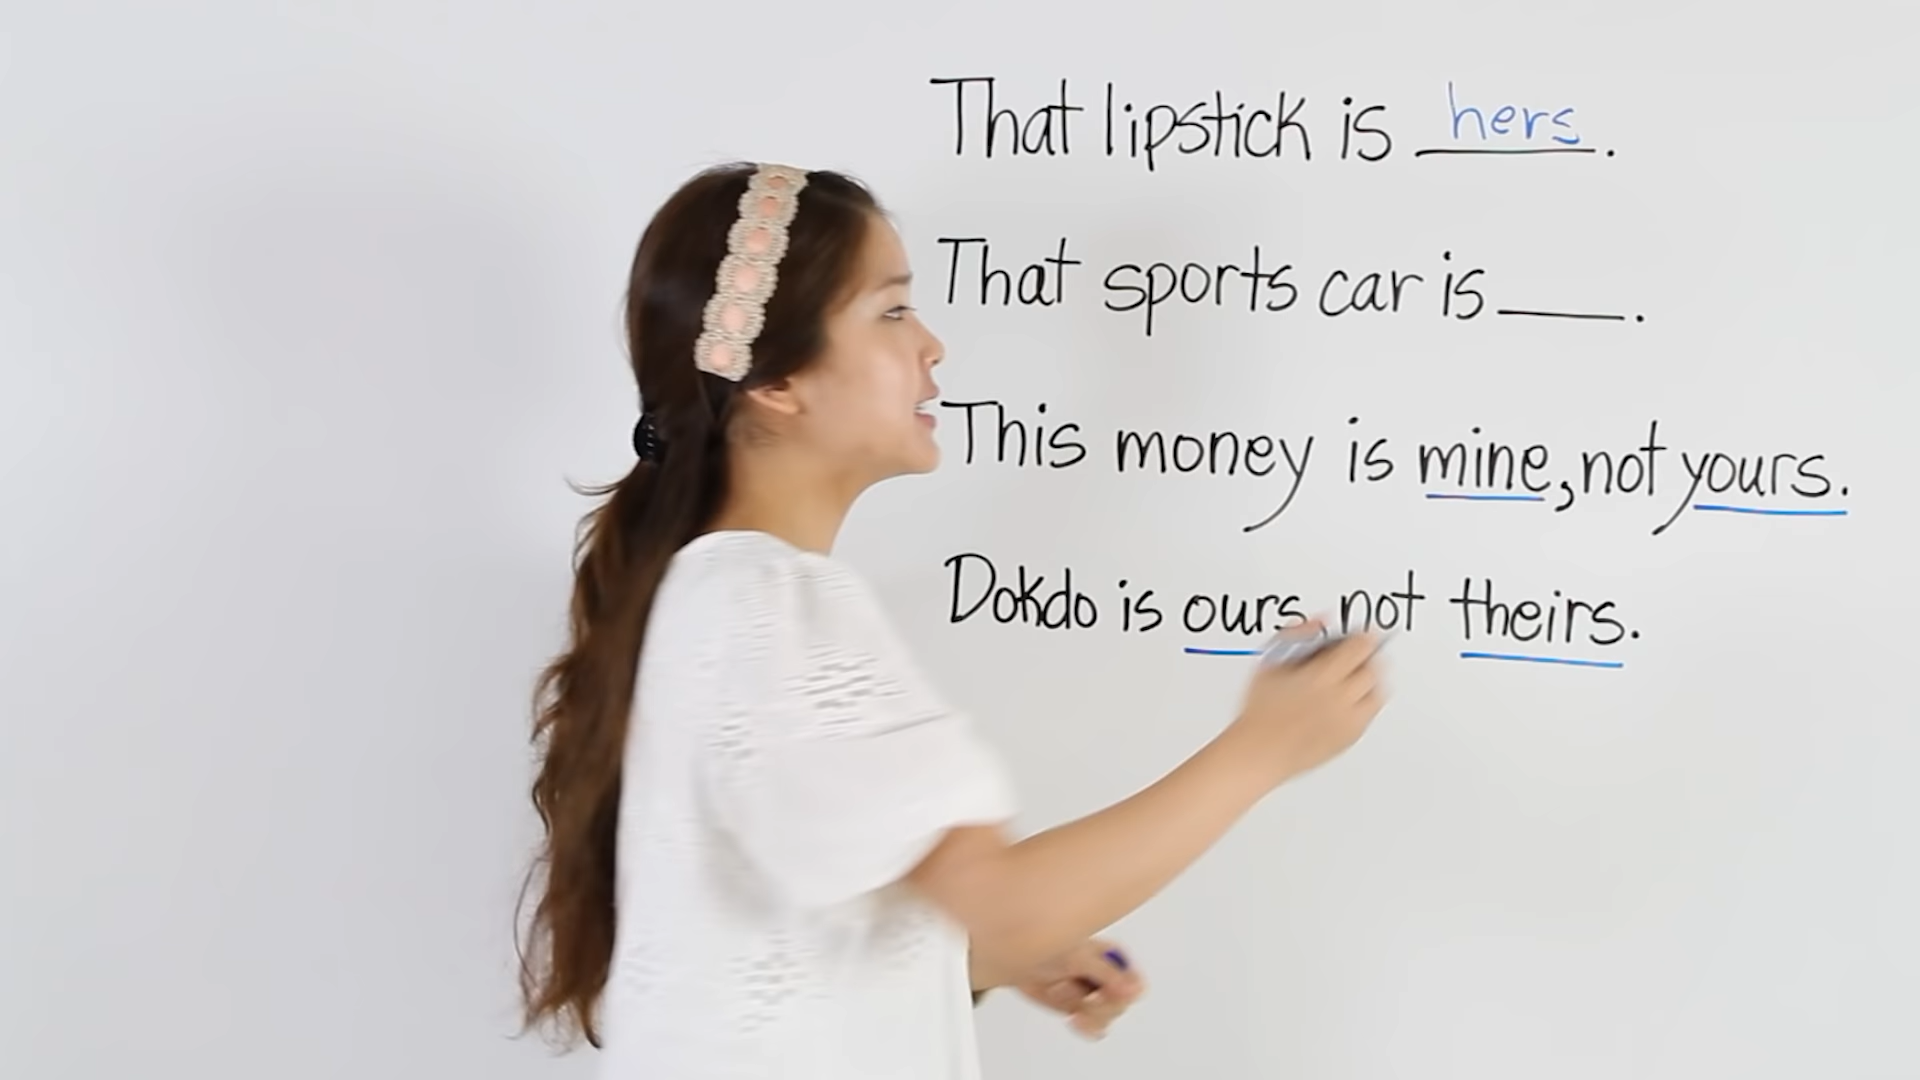 That lipstick is hers.
That sports car is ____.
This money is mine, not yours.
Dokdo is ours, not theirs.